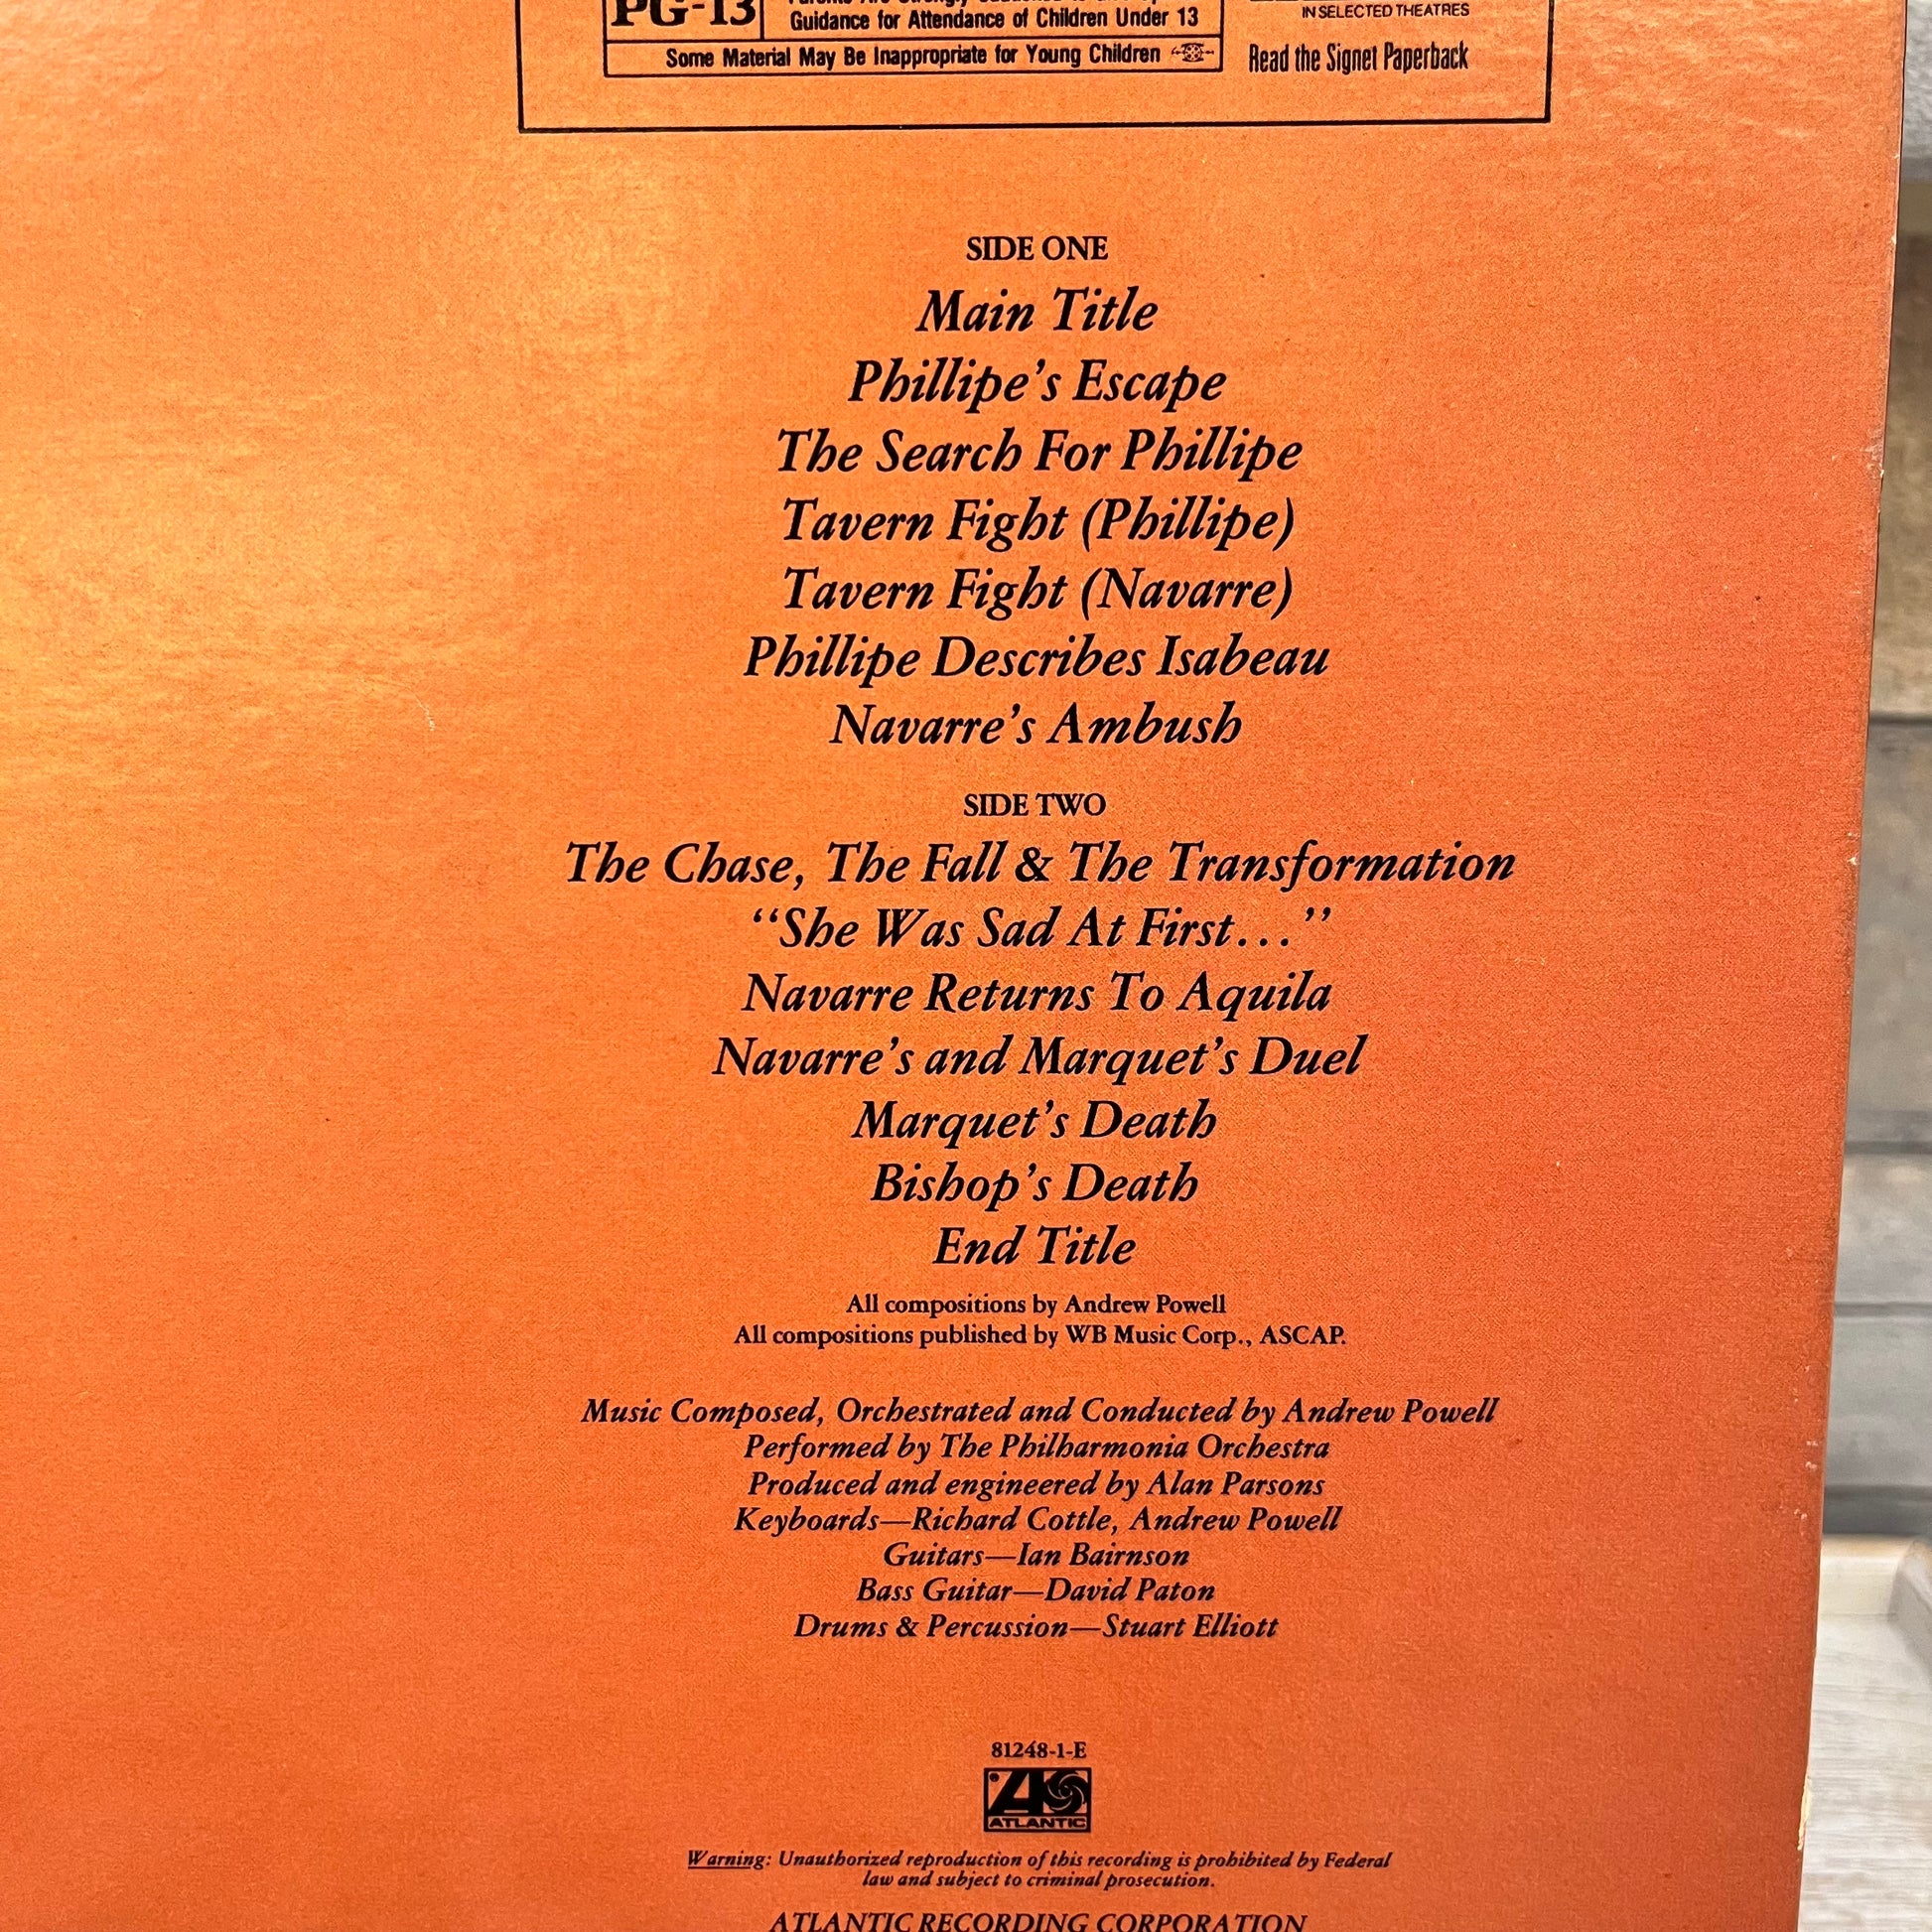 PG-13
Guidance for Attendance of Children Under 13
IN SELECTED THEATRES
Some Material May Be Inappropriate for Young Children
Read the Signet Paperback
SIDE ONE
Main Title
Phillipe's Escape
The Search For Phillipe
Tavern Fight (Phillipe)
Tavern Fight (Navarre)
Phillipe Describes Isabeau
Navarre's Ambush
SIDE TWO
The Chase, The Fall & The Transformation
“She Was Sad At First...”
Navarre Returns To Aquila
Navarre's and Marquet's Duel
Marquet's Death
Bishop's Death
End Title
All compositions by Andrew Powell
All compositions published by WB Music Corp., ASCAP.
Music Composed, Orchestrated and Conducted by Andrew Powell
Performed by The Philharmonia Orchestra
Produced and engineered by Alan Parsons
Keyboards—Richard Cottle, Andrew Powell
Guitars—Ian Bairnson
Bass Guitar—David Paton
Drums & Percussion—Stuart Elliott
81248-1-E
ATLANTIC
Warning: Unauthorized reproduction of this recording is prohibited by Federal
law and subject to criminal prosecution.
ATLANTIC RECORDING CORPORATION